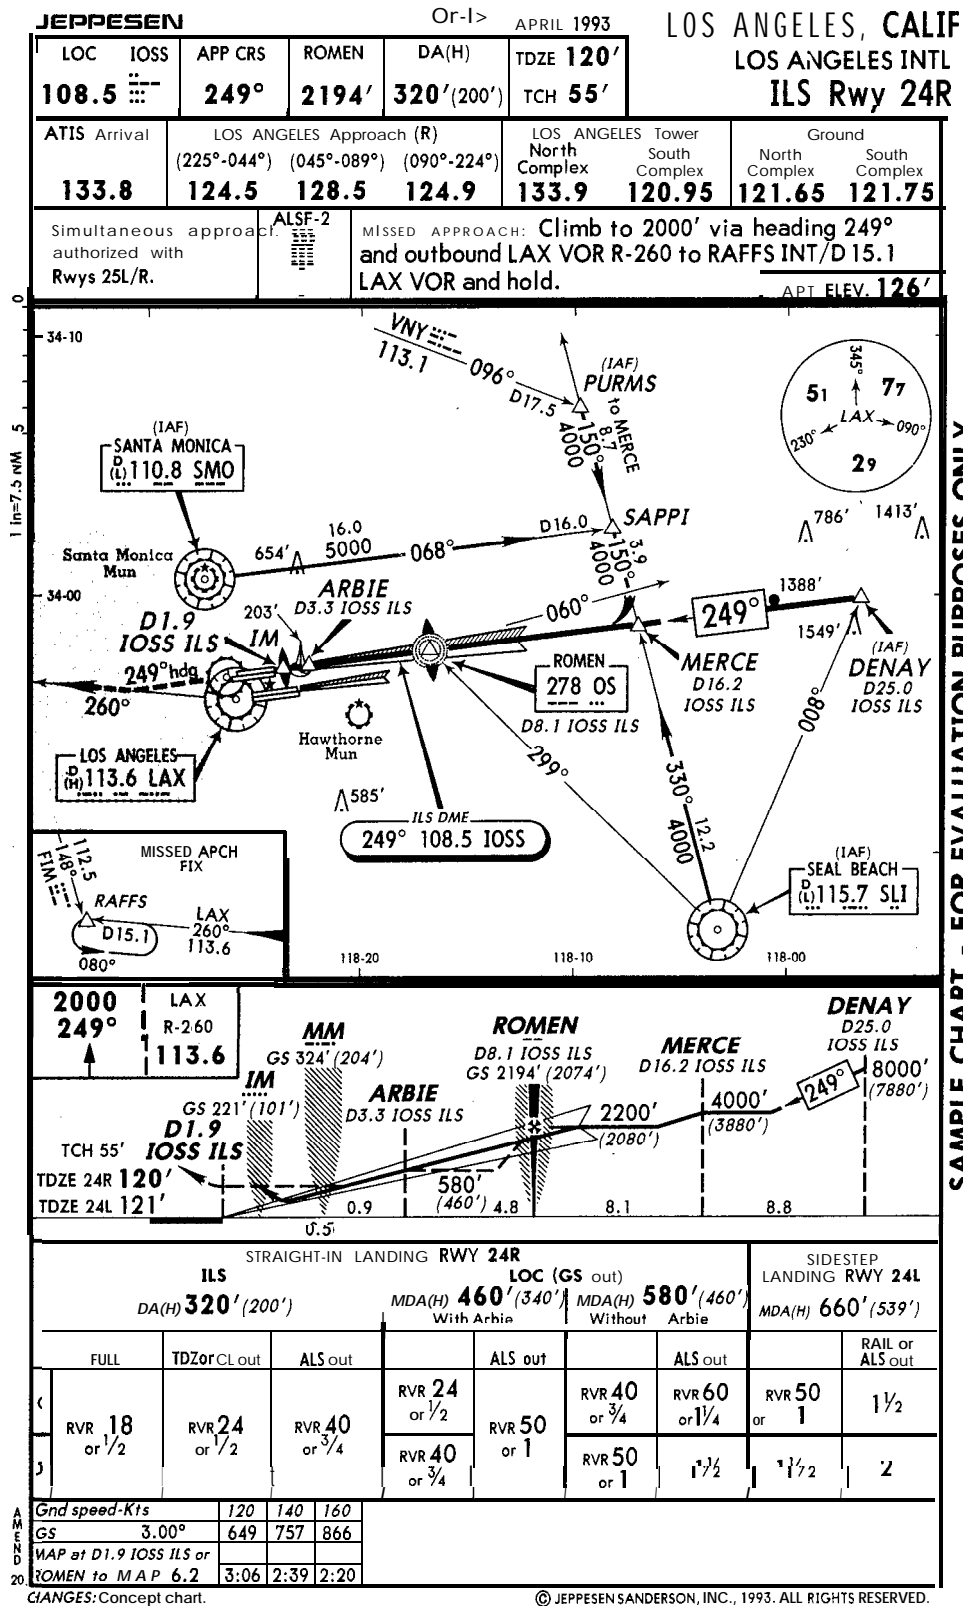 JEPPESEN
Or-I> APRIL 1993
LOS ANGELES, CALIF
LOS ANGELES INTL
ILS Rwy 24R
LOC IOSS
108.5
APP CRS
249°
ROMEN
2194'
DA(H)
320'(200')
TDZE 120'
TCH 55'
ATIS Arrival
133.8
LOS ANGELES Approach (R)
(225°-044°) (045°-089°) (090°-224°)
124.5 128.5 124.9
LOS ANGELES Tower
North Complex
133.9
South Complex
120.95
Ground
North Complex
121.65
South Complex
121.75
Simultaneous approach
authorized with
Rwys 25L/R.
ALSF-2
MISSED APPROACH: Climb to 2000' via heading 249°
and outbound LAX VOR R-260 to RAFFS INT/D15.1
LAX VOR and hold.
APT ELEV. 126'
0
5
1 in=7.5 NM
34-10
VNY
113.1
096°
D17.5
(IAF)
PURMS
to MERCE
8.7
150°
4000
345°
51 77
LAX
230° 090°
29
(IAF)
SANTA MONICA
D
(L) 110.8 SMO
Santa Monica
Mun
654'
16.0
5000
068°
D16.0
SAPPI
3.9
150°
4000
786' 1413'
34-00
ARBIE
D3.3 IOSS ILS
203'
D1.9
IOSS ILS
IM
060°
249°
1388'
1549'
(IAF)
DENAY
D25.0
IOSS ILS
MERCE
D16.2
IOSS ILS
ROMEN
278 OS
D8.1 IOSS ILS
249° hdg
260°
LOS ANGELES
D
(H) 113.6 LAX
Hawthorne
Mun
585'
299°
008°
330°
12.2
4000
ILS DME
249° 108.5 IOSS
(IAF)
SEAL BEACH
D
(L) 115.7 SLI
MISSED APCH
FIX
112.5
148°
FIM
RAFFS
D15.1
080°
LAX
260°
113.6
118-20 118-10 118-00
2000
249°
LAX
R-260
113.6
MM
GS 324' (204')
IM
GS 221' (101')
D1.9
IOSS ILS
ARBIE
D3.3 IOSS ILS
ROMEN
D8.1 IOSS ILS
GS 2194' (2074')
MERCE
D16.2 IOSS ILS
DENAY
D25.0
IOSS ILS
8000'
(7880')
249°
4000'
(3880')
2200'
(2080')
580'
(460')
TCH 55'
TDZE 24R 120'
TDZE 24L 121'
0.5 0.9 4.8 8.1 8.8
STRAIGHT-IN LANDING RWY 24R
ILS
DA(H) 320' (200')
LOC (GS out)
MDA(H) 460' (340')
With Arbie
MDA(H) 580' (460')
Without Arbie
SIDESTEP
LANDING RWY 24L
MDA(H) 660' (539')
FULL TDZ or CL out ALS out ALS out ALS out RAIL or ALS out
RVR 18 or 1/2
RVR 24 or 1/2
RVR 40 or 3/4
RVR 24 or 1/2
RVR 50 or 1
RVR 40 or 3/4
RVR 60 or 1 1/4
RVR 50 or 1
1 1/2
RVR 40 or 3/4
RVR 50 or 1
1 1/2
1 1/2
2
Gnd speed-Kts 120 140 160
GS 3.00° 649 757 866
MAP at D1.9 IOSS ILS or
ROMEN to MAP 6.2 3:06 2:39 2:20
AMEND
20
CHANGES: Concept chart.
© JEPPESEN SANDERSON, INC., 1993. ALL RIGHTS RESERVED.
SAMPLE CHART - FOR EVALUATION PURPOSES ONLY